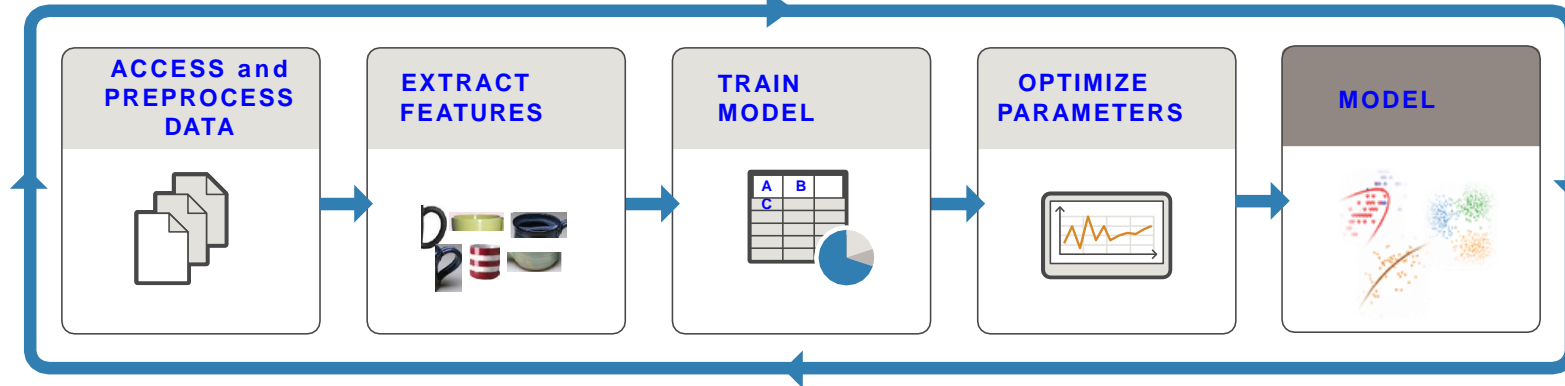 ACCESS and
PREPROCESS
DATA
EXTRACT
FEATURES
TRAIN
MODEL
A B
C
OPTIMIZE
PARAMETERS
MODEL